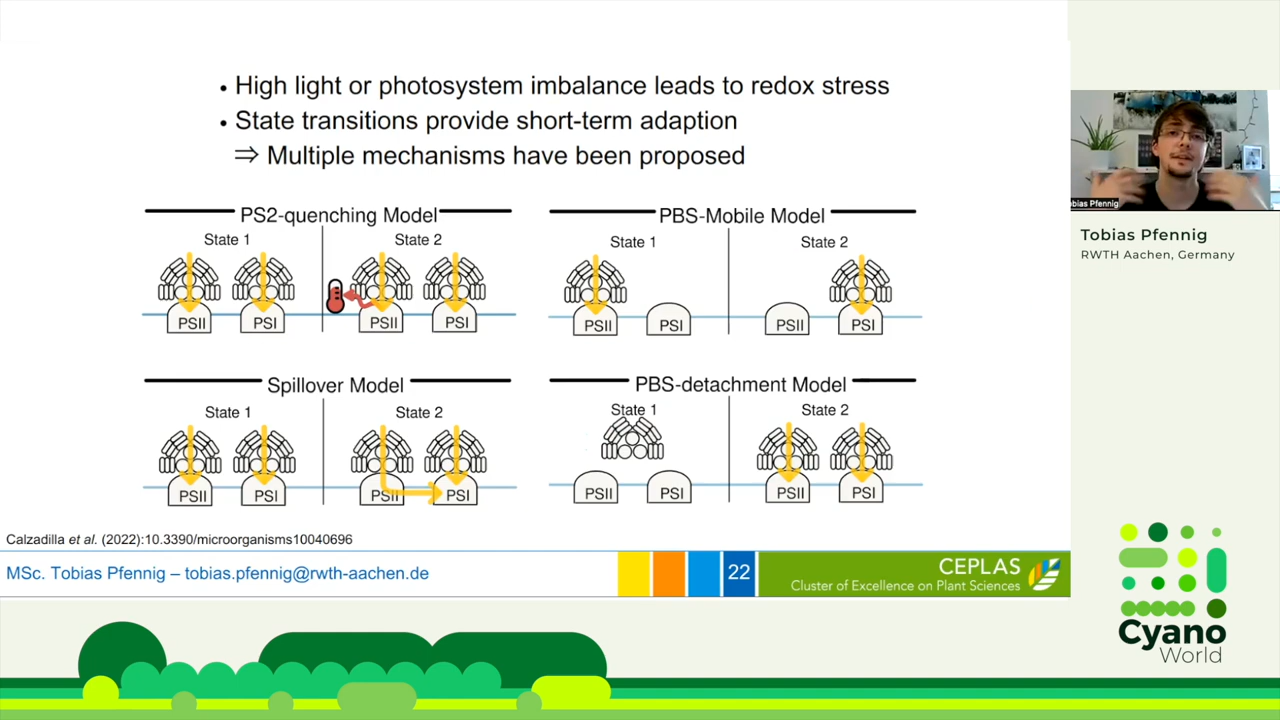 • High light or photosystem imbalance leads to redox stress
• State transitions provide short-term adaption
⇒ Multiple mechanisms have been proposed
PS2-quenching Model
State 1
State 2
PSII
PSI
PSII
PSI
PBS-Mobile Model
State 1
State 2
PSII
PSI
PSII
PSI
Spillover Model
State 1
State 2
PSII
PSI
PSII
PSI
PBS-detachment Model
State 1
State 2
PSII
PSI
PSII
PSI
Calzadilla et al. (2022):10.3390/microorganisms10040696
MSc. Tobias Pfennig – tobias.pfennig@rwth-aachen.de
22
CEPLAS
Cluster of Excellence on Plant Sciences
obias Pfennig
Tobias Pfennig
RWTH Aachen, Germany
Cyano
World